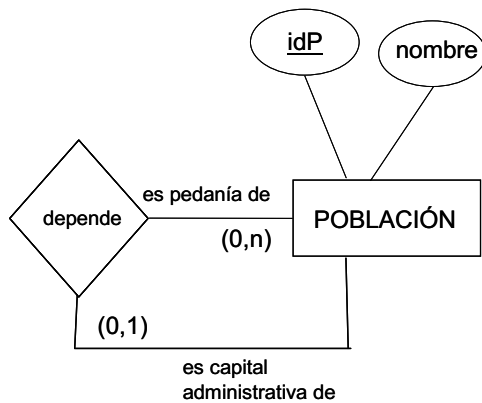 idP
nombre
es pedanía de
depende
POBLACIÓN
(0,n)
(0,1)
es capital
administrativa de